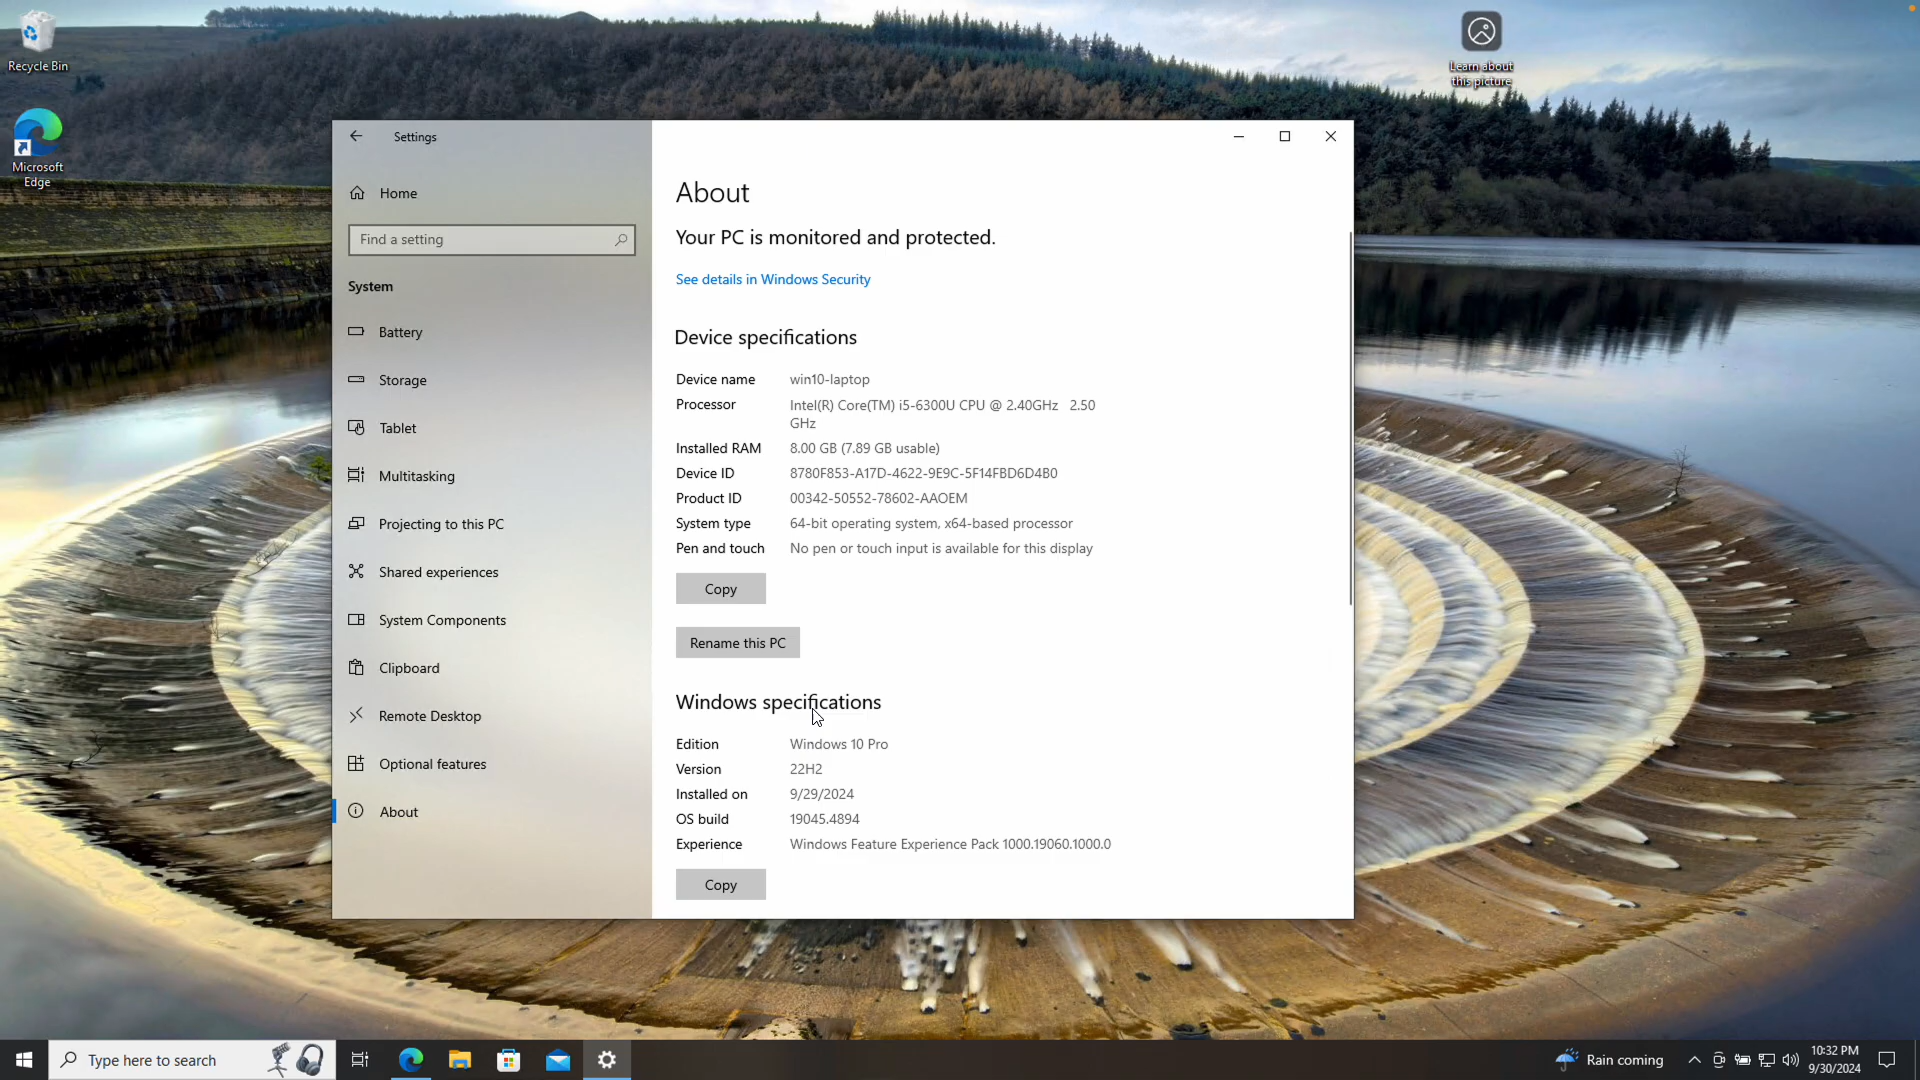 Recycle Bin
Learn about
this picture
Microsoft
Edge
Settings
Home
Find a setting
System
Battery
Storage
Tablet
Multitasking
Projecting to this PC
Shared experiences
System Components
Clipboard
Remote Desktop
Optional features
About
About
Your PC is monitored and protected.
See details in Windows Security
Device specifications
Device name win10-laptop
Processor Intel(R) Core(TM) i5-6300U CPU @ 2.40GHz 2.50
GHz
Installed RAM 8.00 GB (7.89 GB usable)
Device ID 8780F853-A17D-4622-9E9C-5F14FBD6D4B0
Product ID 00342-50552-78602-AAOEM
System type 64-bit operating system, x64-based processor
Pen and touch No pen or touch input is available for this display
Copy
Rename this PC
Windows specifications
Edition Windows 10 Pro
Version 22H2
Installed on 9/29/2024
OS build 19045.4894
Experience Windows Feature Experience Pack 1000.19060.1000.0
Copy
Type here to search
Rain coming
10:32 PM
9/30/2024